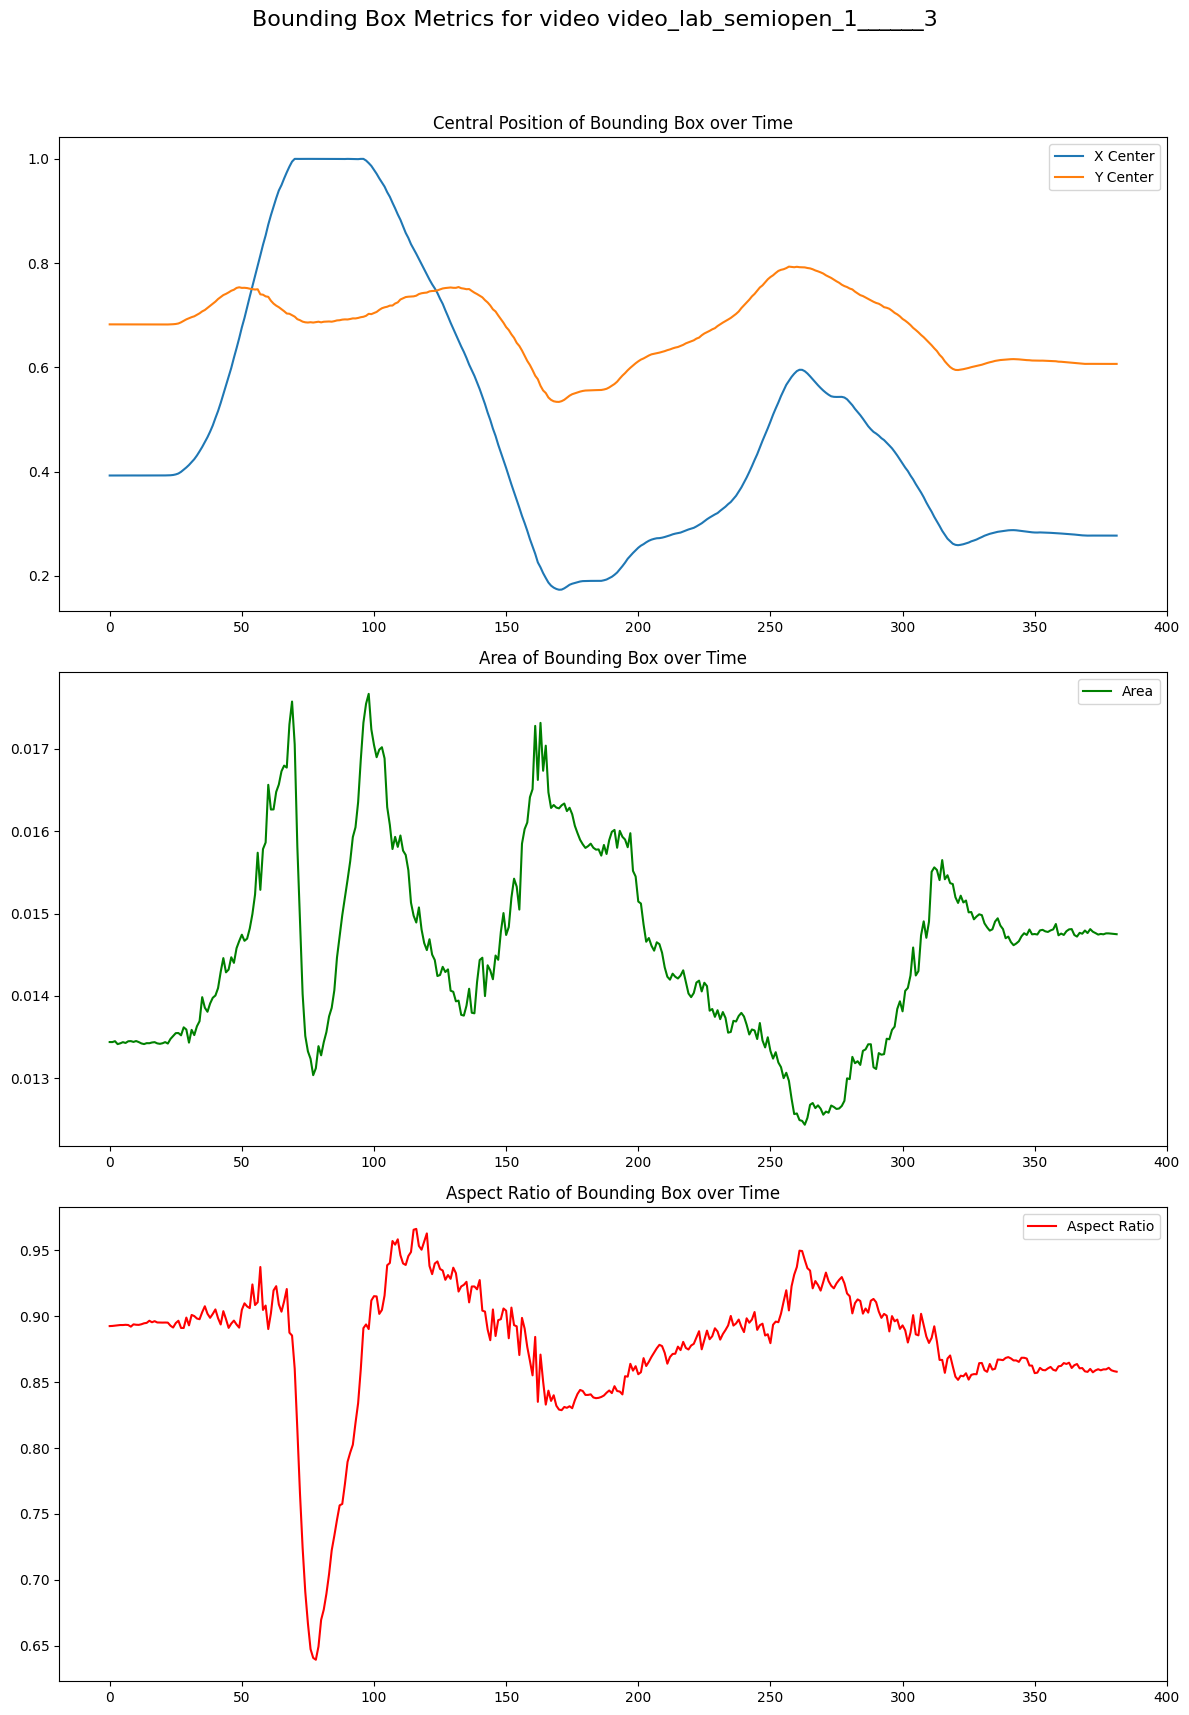 Bounding Box Metrics for video video_lab_semiopen_1______3
Central Position of Bounding Box over Time
X Center
Y Center
1.0
0.8
0.6
0.4
0.2
0 50 100 150 200 250 300 350 400
Area of Bounding Box over Time
Area
0.017
0.016
0.015
0.014
0.013
0 50 100 150 200 250 300 350 400
Aspect Ratio of Bounding Box over Time
Aspect Ratio
0.95
0.90
0.85
0.80
0.75
0.70
0.65
0 50 100 150 200 250 300 350 400